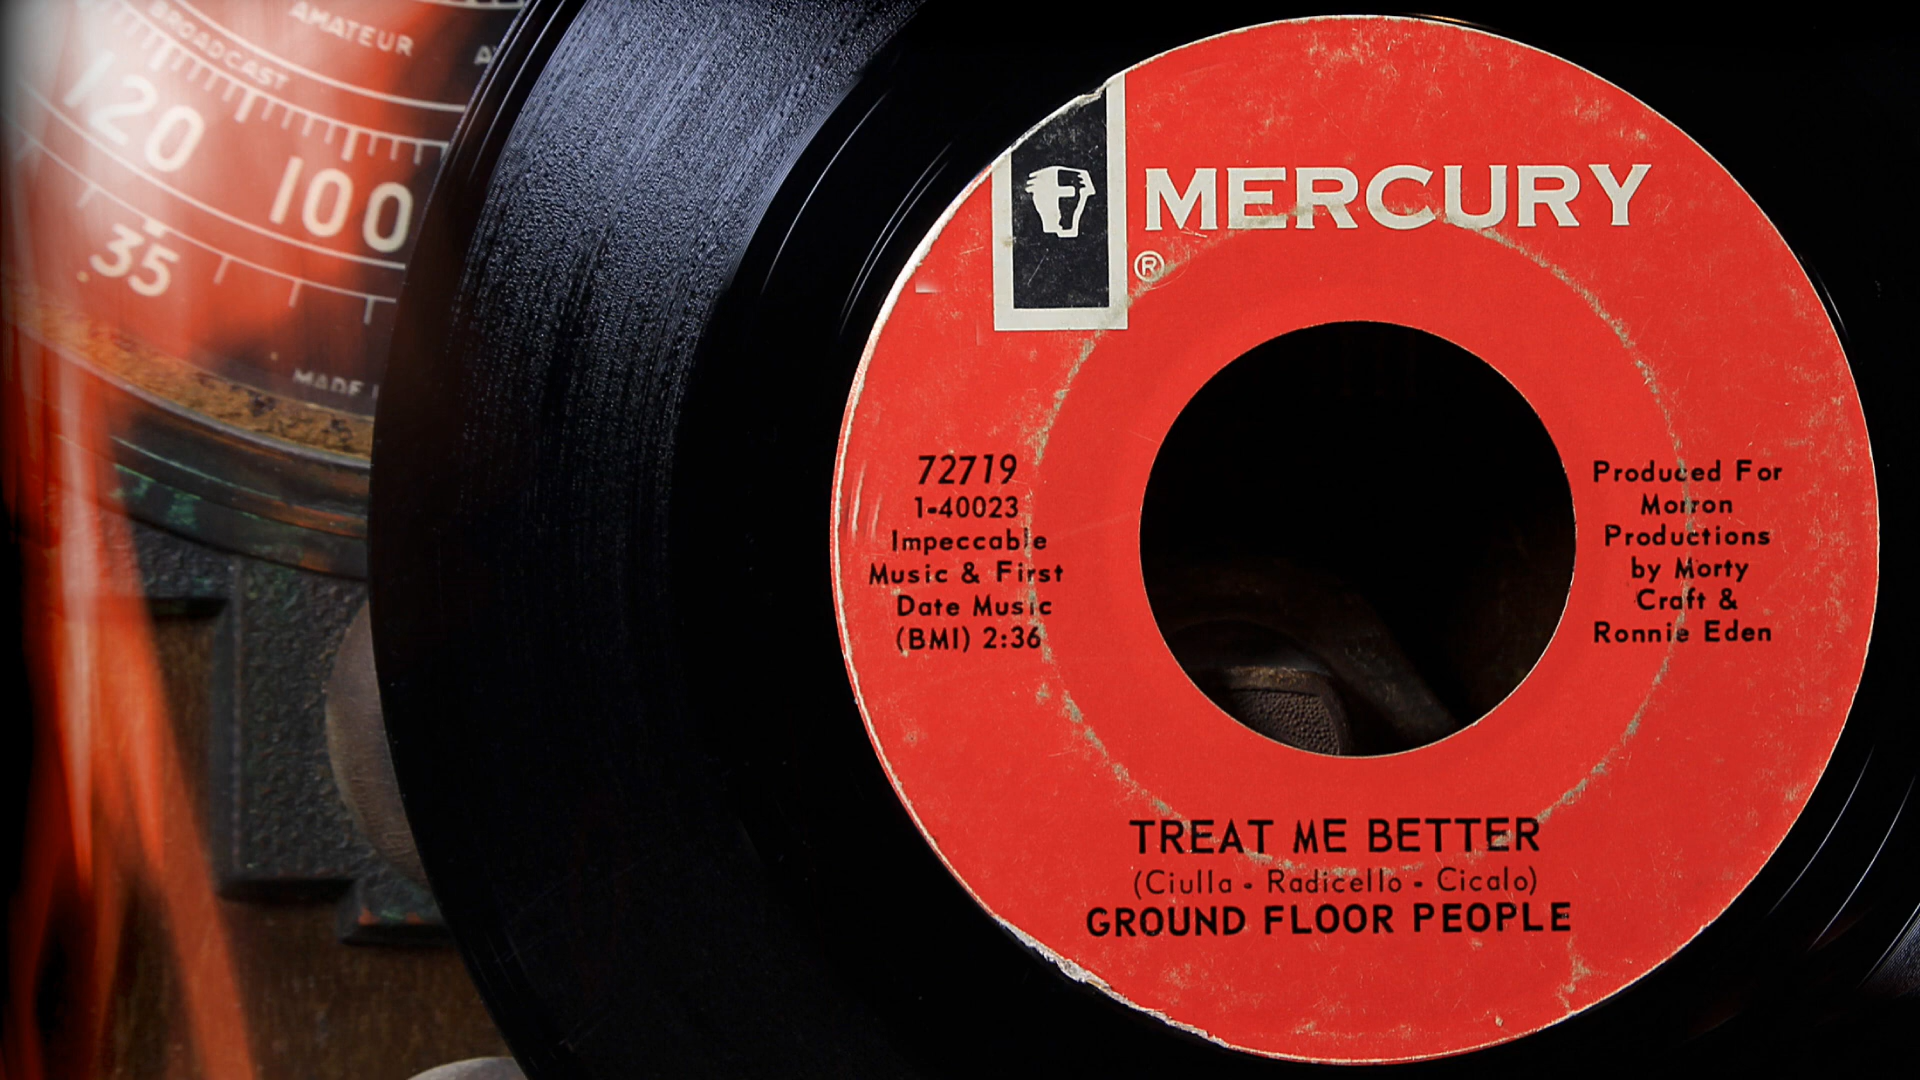 AMATEUR
BROADCAST
120
100
35
MADE
MERCURY
®
72719
1-40023
Impeccable
Music & First
Date Music
(BMI) 2:36
Produced For
Morron
Productions
by Morty
Craft &
Ronnie Eden
TREAT ME BETTER
(Ciulla - Radicello - Cicalo)
GROUND FLOOR PEOPLE